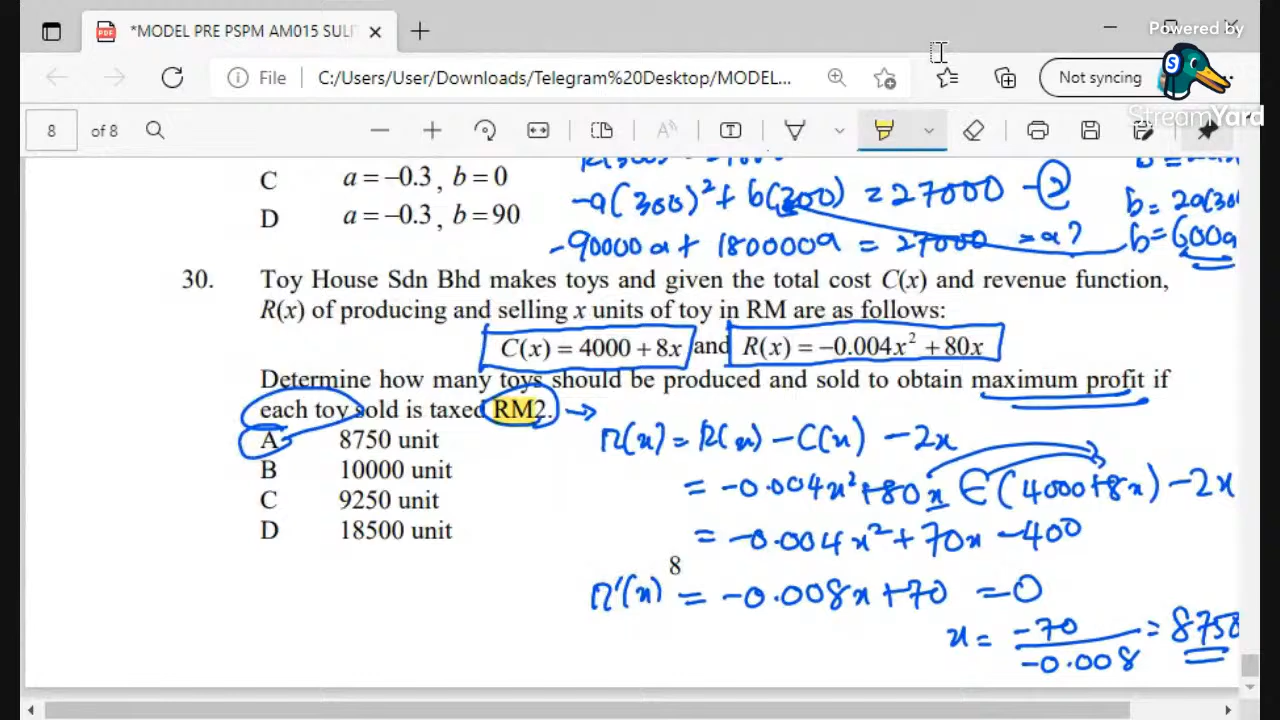 *MODEL PRE PSPM AM015 SULI
Powered by
StreamYard
File C:/Users/User/Downloads/Telegram%20Desktop/MODEL... Not syncing
8 of 8
C a = −0.3 , b = 0
D a = −0.3 , b = 90
-a(300)² + b(300) = 27000 - ②
b = 2a(30
-90000a + 180000a = 27000 = a?
b = 600a
30. Toy House Sdn Bhd makes toys and given the total cost C(x) and revenue function,
R(x) of producing and selling x units of toy in RM are as follows:
C(x) = 4000 + 8x and R(x) = −0.004x² + 80x
Determine how many toys should be produced and sold to obtain maximum profit if
each toy sold is taxed RM2.
A 8750 unit
B 10000 unit
C 9250 unit
D 18500 unit
π(x) = R(x) - C(x) - 2x
= -0.004x² + 80x - (4000 + 8x) - 2x
= -0.004x² + 70x - 400
8
π'(x) = -0.008x + 70 = 0
x = -70 / -0.008 = 8750